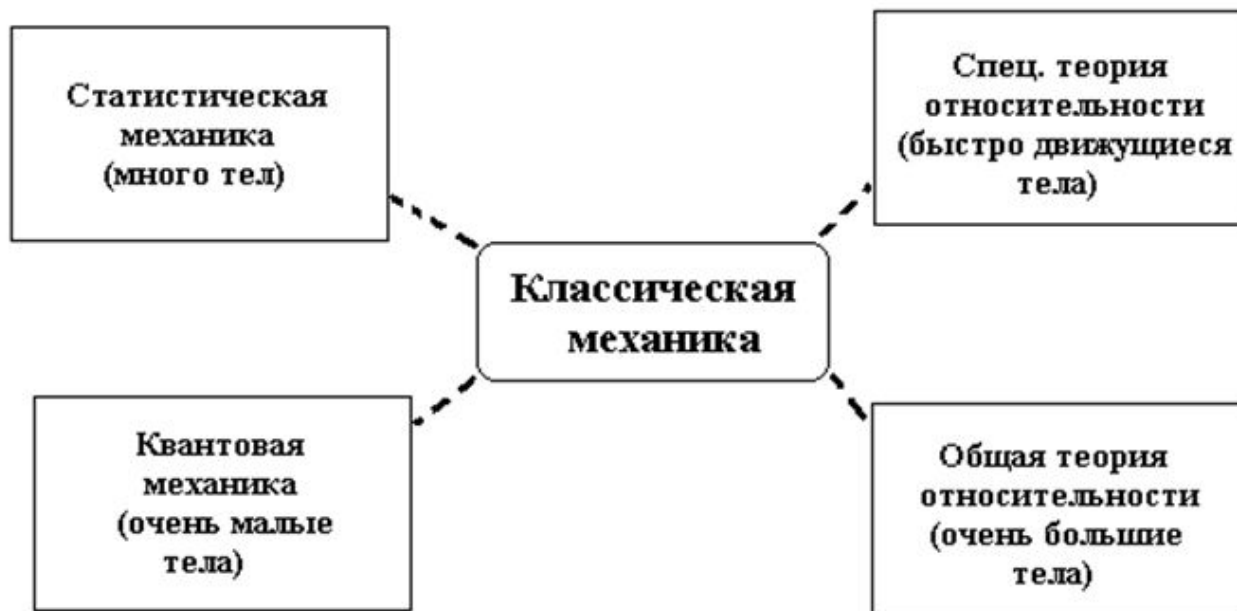 Статистическая
механика
(много тел)
Спец. теория
относительности
(быстро движущиеся
тела)
Классическая
механика
Квантовая
механика
(очень малые
тела)
Общая теория
относительности
(очень большие
тела)